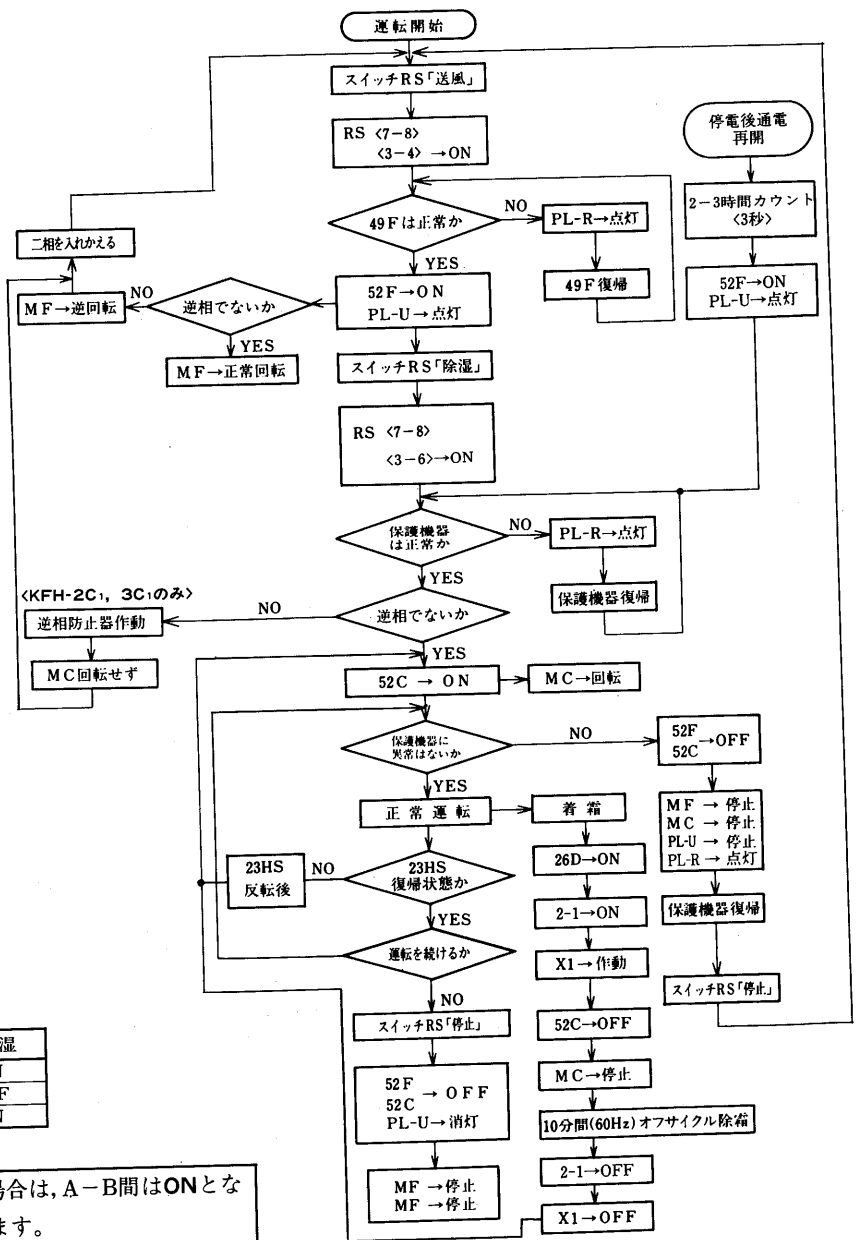 運転開始
スイッチRS「送風」
RS <7-8>
<3-4> →ON
49Fは正常か
NO
PL-R→点灯
49F復帰
YES
52F→ON
PL-U→点灯
逆相でないか
NO
MF→逆回転
二相を入れかえる
YES
MF→正常回転
停電後通電
再開
2-3時間カウント
<3秒>
52F→ON
PL-U→点灯
スイッチRS「除湿」
RS <7-8>
<3-6>→ON
保護機器
は正常か
NO
PL-R→点灯
保護機器復帰
YES
逆相でないか
NO
<KFH-2C₁, 3C₁のみ>
逆相防止器作動
MC回転せず
YES
52C → ON
MC→回転
保護機器に
異常はないか
NO
52F
52C
→OFF
MF → 停止
MC → 停止
PL-U → 停止
PL-R → 点灯
保護機器復帰
スイッチRS「停止」
YES
正常運転
着霜
26D→ON
2-1→ON
X1→作動
52C→OFF
MC→停止
10分間(60Hz)オフサイクル除霜
2-1→OFF
X1→OFF
23HS
復帰状態か
NO
23HS
反転後
YES
運転を続けるか
NO
スイッチRS「停止」
52F
52C
→ OFF
PL-U→消灯
MF →停止
MF →停止
湿
場合は,A-B間はONとな
ます。